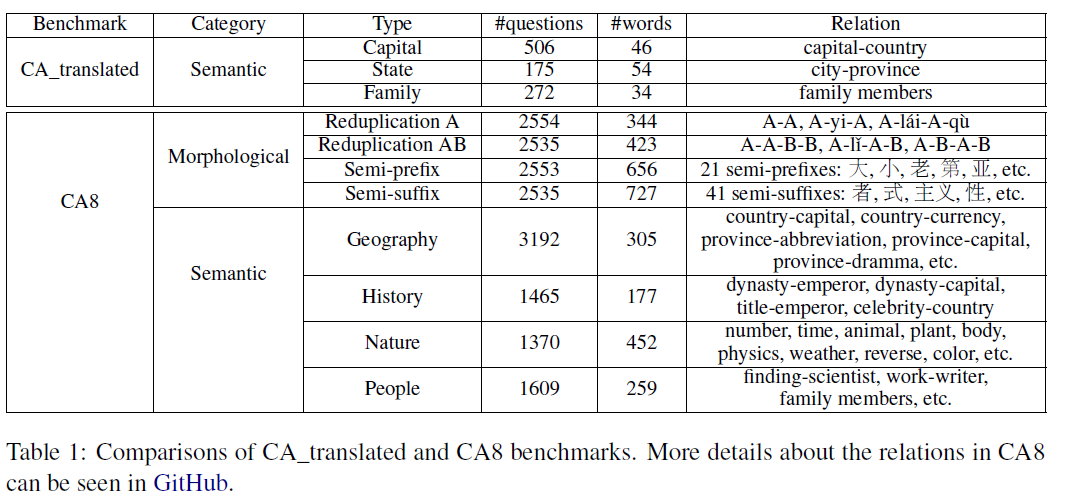 Benchmark Category Type #questions #words Relation
CA_translated Semantic Capital 506 46 capital-country
State 175 54 city-province
Family 272 34 family members
CA8 Morphological Reduplication A 2554 344 A-A, A-yi-A, A-lái-A-qù
Reduplication AB 2535 423 A-A-B-B, A-lǐ-A-B, A-B-A-B
Semi-prefix 2553 656 21 semi-prefixes: 大, 小, 老, 第, 亚, etc.
Semi-suffix 2535 727 41 semi-suffixes: 者, 式, 主义, 性, etc.
Semantic Geography 3192 305 country-capital, country-currency,
province-abbreviation, province-capital,
province-dramma, etc.
History 1465 177 dynasty-emperor, dynasty-capital,
title-emperor, celebrity-country
Nature 1370 452 number, time, animal, plant, body,
physics, weather, reverse, color, etc.
People 1609 259 finding-scientist, work-writer,
family members, etc.
Table 1: Comparisons of CA_translated and CA8 benchmarks. More details about the relations in CA8
can be seen in GitHub.